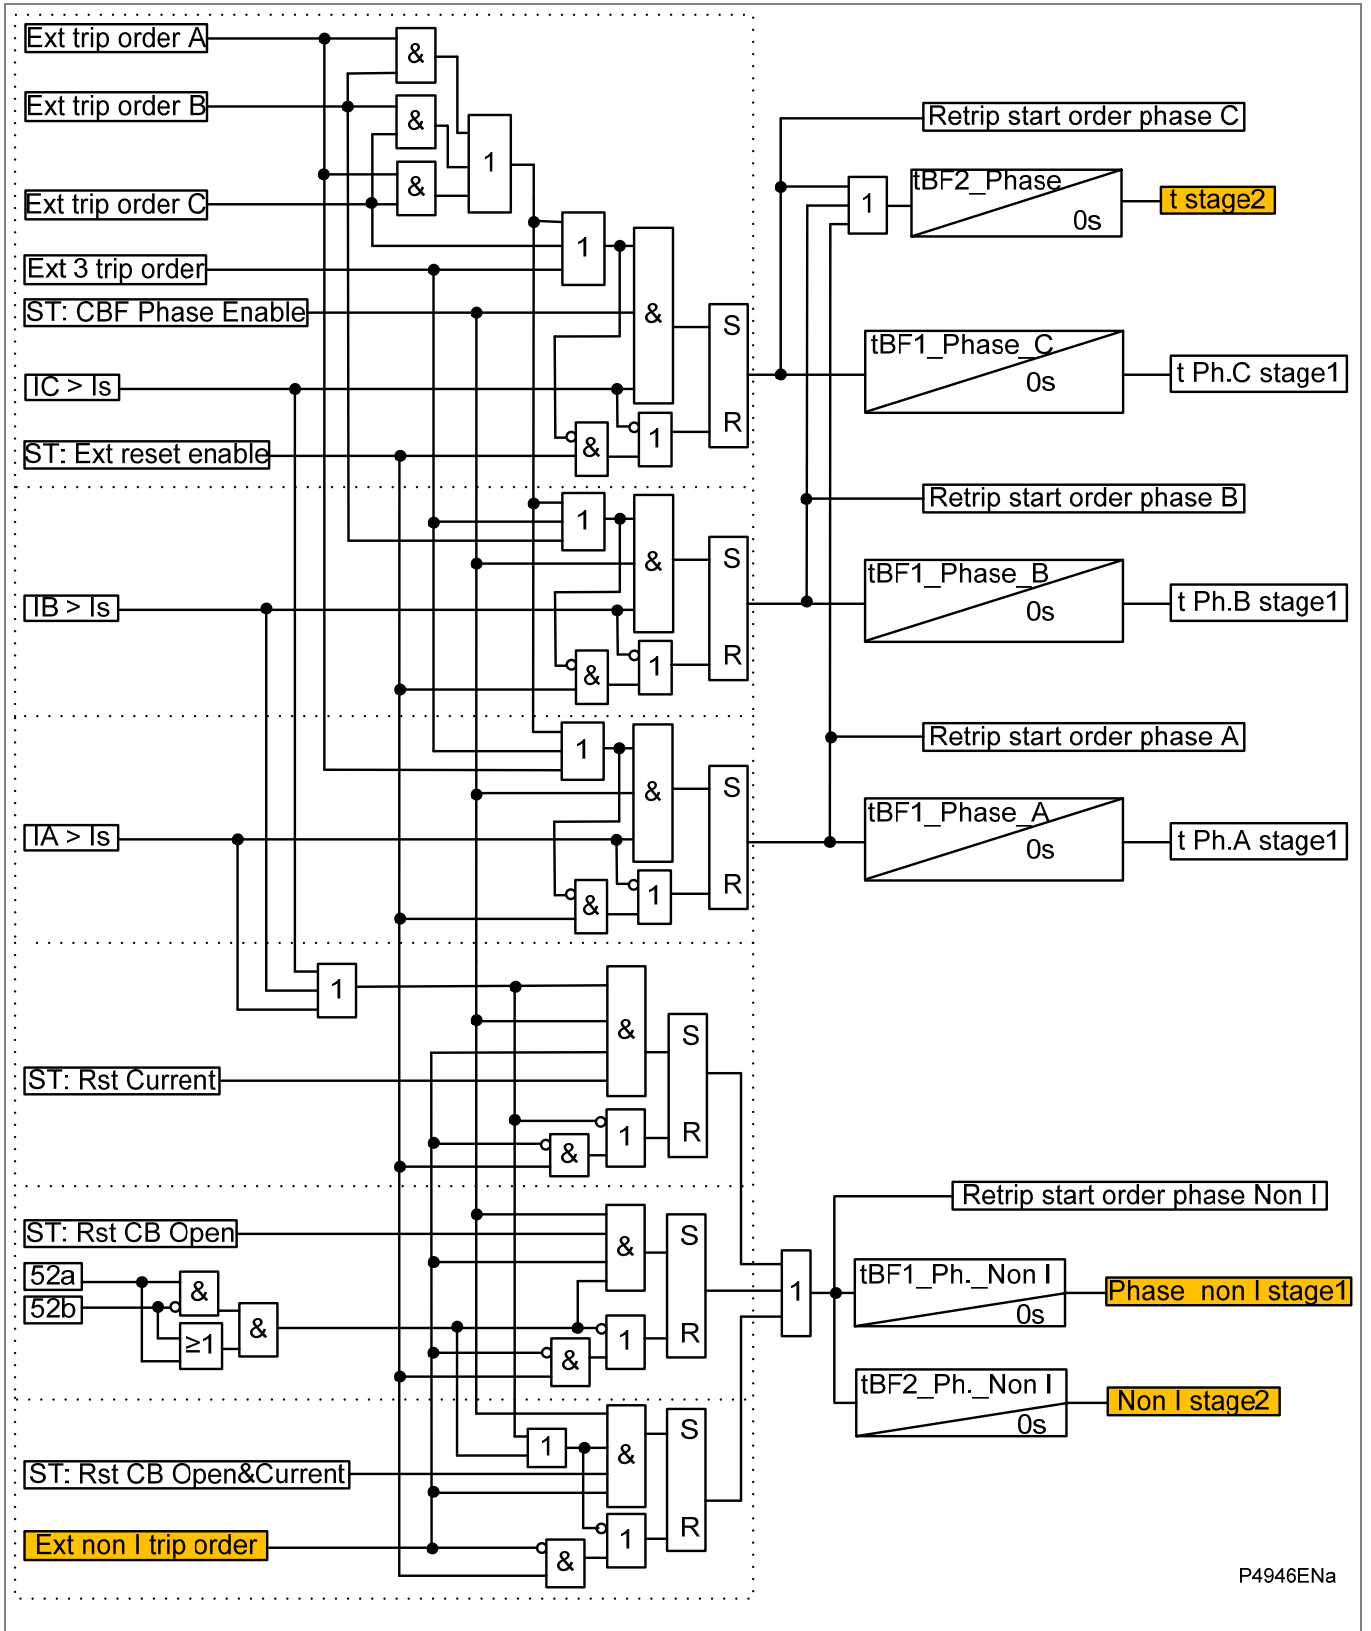 Ext trip order A
&
Ext trip order B
&
1
Retrip start order phase C
&
tBF2_Phase
0s
1
t stage2
Ext trip order C
1
Ext 3 trip order
ST: CBF Phase Enable
&
S
R
tBF1_Phase_C
0s
t Ph.C stage1
IC > Is
1
&
ST: Ext reset enable
1
Retrip start order phase B
&
S
R
tBF1_Phase_B
0s
t Ph.B stage1
IB > Is
1
&
1
Retrip start order phase A
&
S
R
tBF1_Phase_A
0s
t Ph.A stage1
IA > Is
1
&
1
&
S
R
ST: Rst Current
1
&
Retrip start order phase Non I
ST: Rst CB Open
&
S
R
52a
52b
&
≥1
&
1
&
1
tBF1_Ph._Non I
0s
Phase non I stage1
tBF2_Ph._Non I
0s
Non I stage2
1
&
S
R
ST: Rst CB Open&Current
Ext non I trip order
1
&
P4946ENa